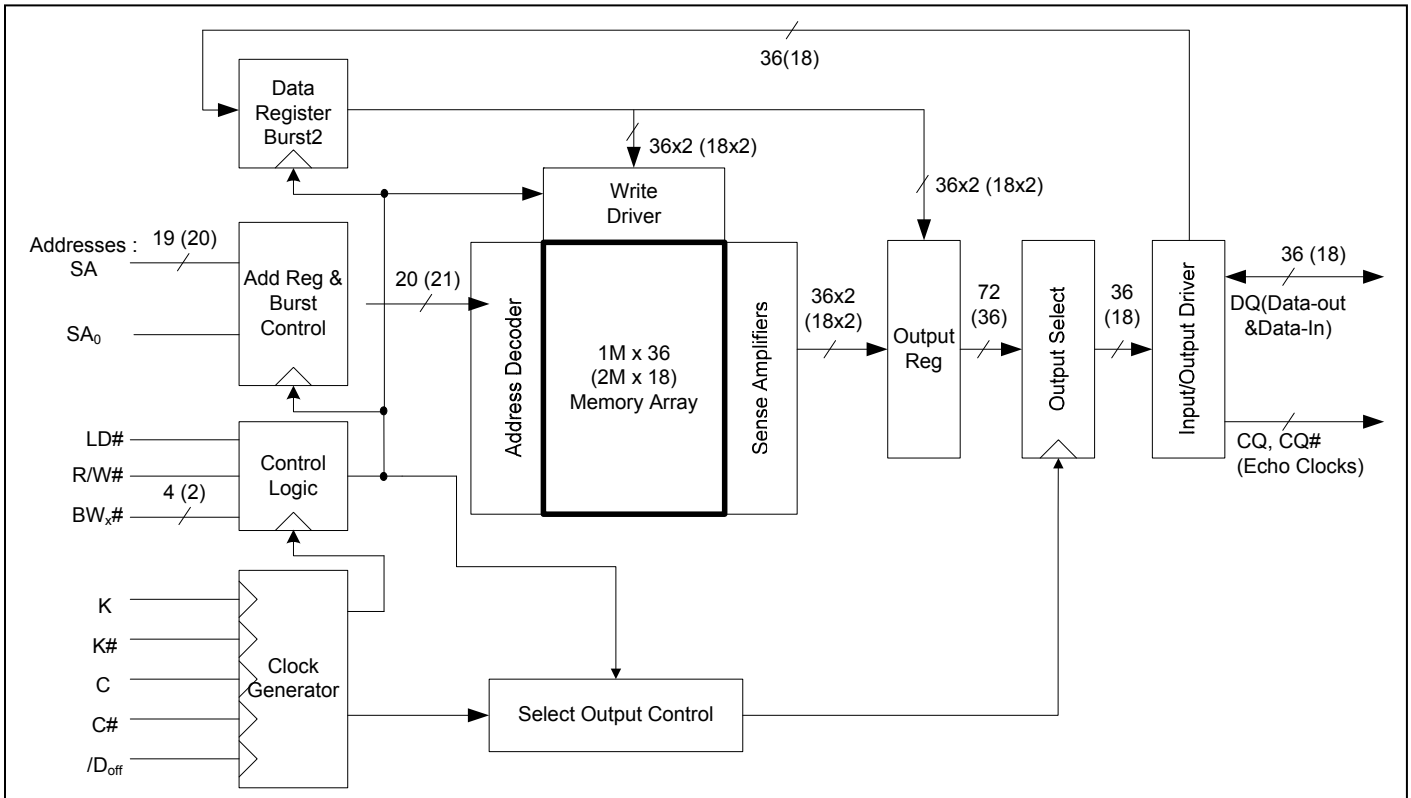 36(18)
Data
Register
Burst2
36x2 (18x2)
36x2 (18x2)
Write
Driver
Addresses :
SA
19 (20)
SA₀
Add Reg &
Burst
Control
20 (21)
Address Decoder
1M x 36
(2M x 18)
Memory Array
Sense Amplifiers
36x2
(18x2)
Output
Reg
72
(36)
Output Select
36
(18)
Input/Output Driver
36 (18)
DQ(Data-out
&Data-In)
CQ, CQ#
(Echo Clocks)
LD#
R/W#
4 (2)
BWₓ#
Control
Logic
K
K#
C
C#
/Doff
Clock
Generator
Select Output Control